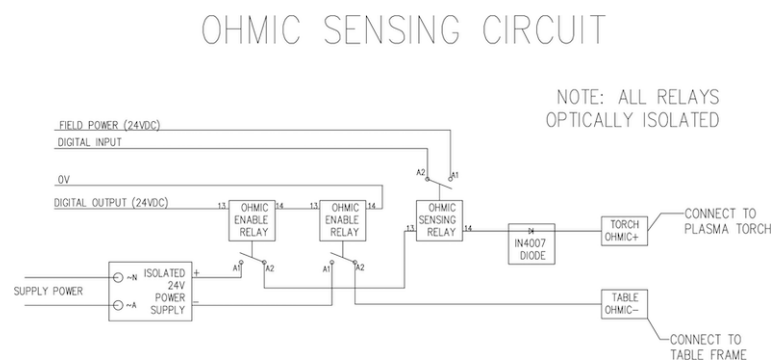 OHMIC SENSING CIRCUIT
NOTE: ALL RELAYS
OPTICALLY ISOLATED
FIELD POWER (24VDC)
DIGITAL INPUT
A2
A1
0V
DIGITAL OUTPUT (24VDC)
13
OHMIC
ENABLE
RELAY
14
13
OHMIC
ENABLE
RELAY
14
OHMIC
SENSING
RELAY
13
14
IN4007
DIODE
TORCH
OHMIC+
CONNECT TO
PLASMA TORCH
A1
A2
A1
A2
SUPPLY POWER
~N
~A
ISOLATED
24V
POWER
SUPPLY
+
-
TABLE
OHMIC-
CONNECT TO
TABLE FRAME